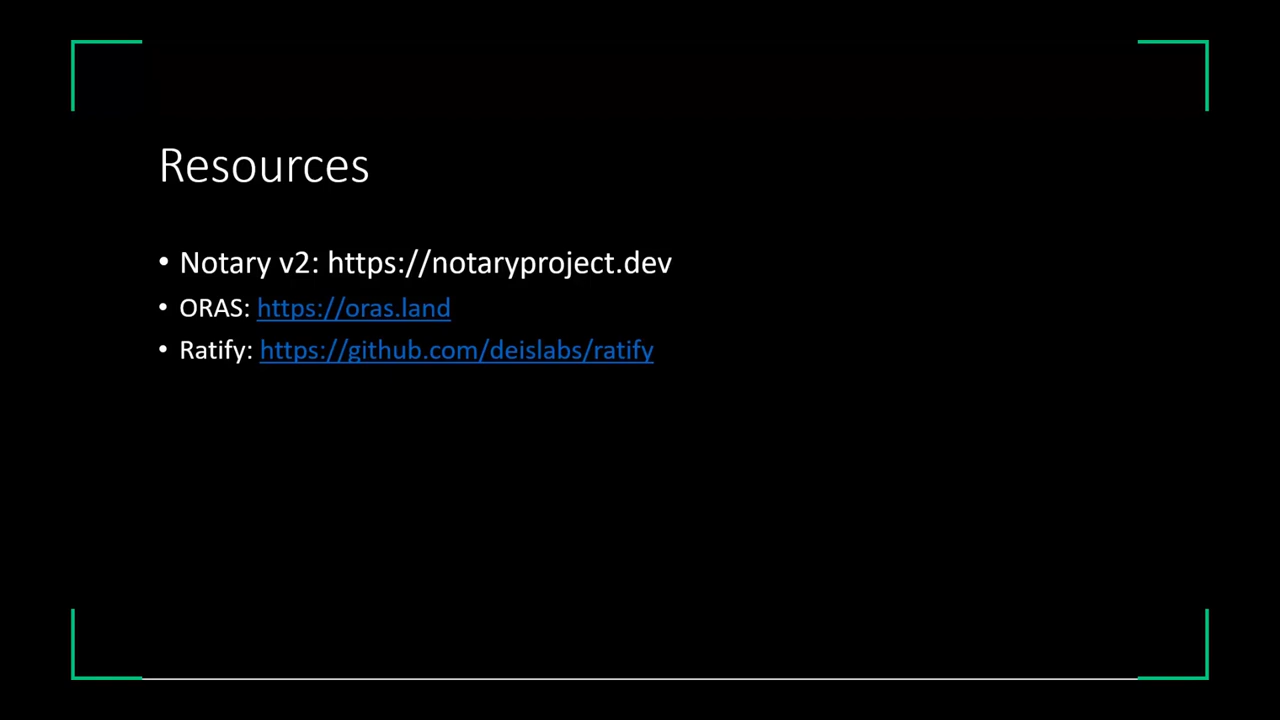 Resources
• Notary v2: https://notaryproject.dev
• ORAS: https://oras.land
• Ratify: https://github.com/deislabs/ratify